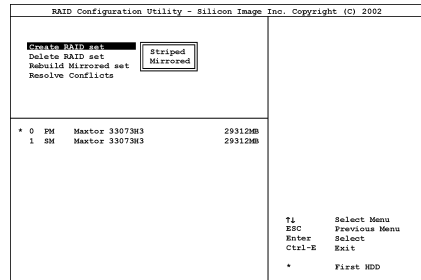 RAID Configuration Utility - Silicon Image Inc. Copyright (C) 2002
Create RAID set
Delete RAID set
Rebuild Mirrored set
Resolve Conflicts
Striped
Mirrored
* 0 PM Maxtor 33073H3 29312MB
1 SM Maxtor 33073H3 29312MB
↑↓ Select Menu
ESC Previous Menu
Enter Select
Ctrl-E Exit
* First HDD